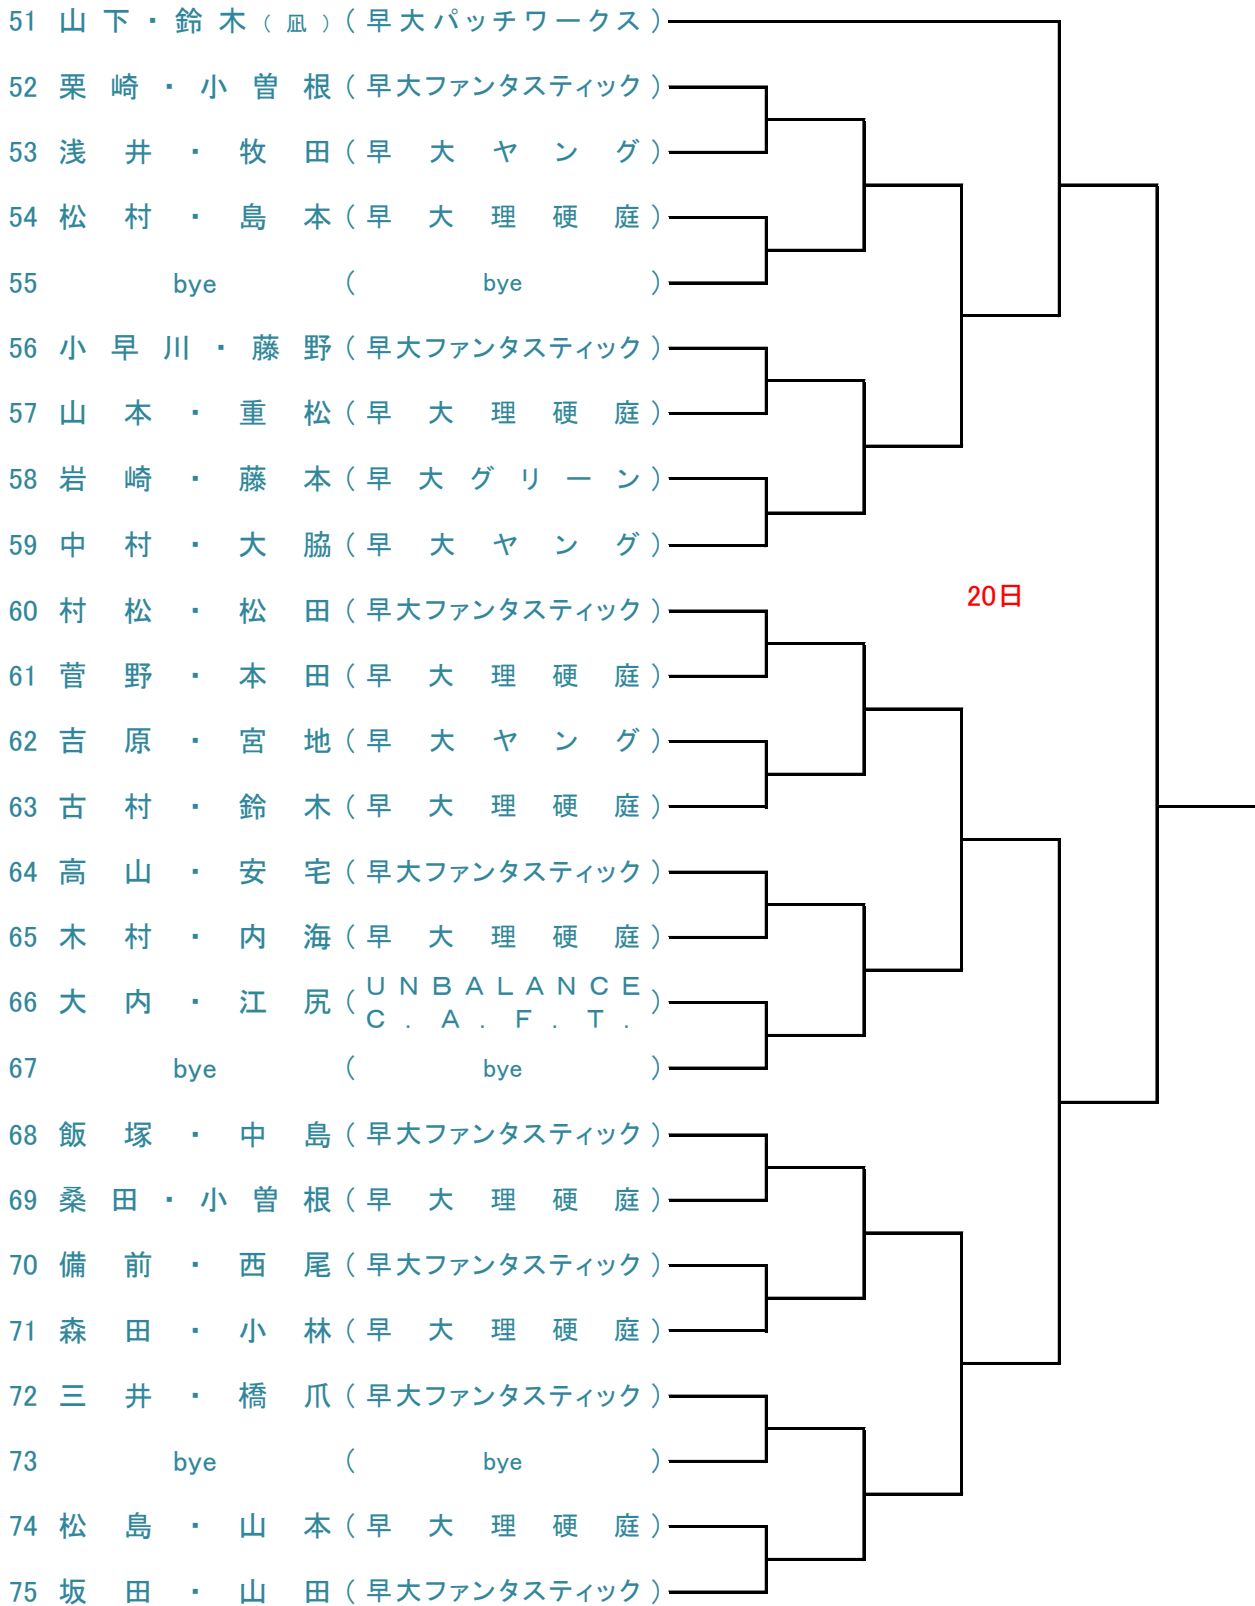 51 山下・鈴木(凪)(早大パッチワークス)
52 栗崎・小曽根(早大ファンタスティック)
53 浅井・牧田(早大ヤング)
54 松村・島本(早大理硬庭)
55 bye ( bye )
56 小早川・藤野(早大ファンタスティック)
57 山本・重松(早大理硬庭)
58 岩崎・藤本(早大グリーン)
59 中村・大脇(早大ヤング)
60 村松・松田(早大ファンタスティック)
20日
61 菅野・本田(早大理硬庭)
62 吉原・宮地(早大ヤング)
63 古村・鈴木(早大理硬庭)
64 高山・安宅(早大ファンタスティック)
65 木村・内海(早大理硬庭)
66 大内・江尻(UNBALANCE
C.A.F.T.)
67 bye ( bye )
68 飯塚・中島(早大ファンタスティック)
69 桑田・小曽根(早大理硬庭)
70 備前・西尾(早大ファンタスティック)
71 森田・小林(早大理硬庭)
72 三井・橋爪(早大ファンタスティック)
73 bye ( bye )
74 松島・山本(早大理硬庭)
75 坂田・山田(早大ファンタスティック)